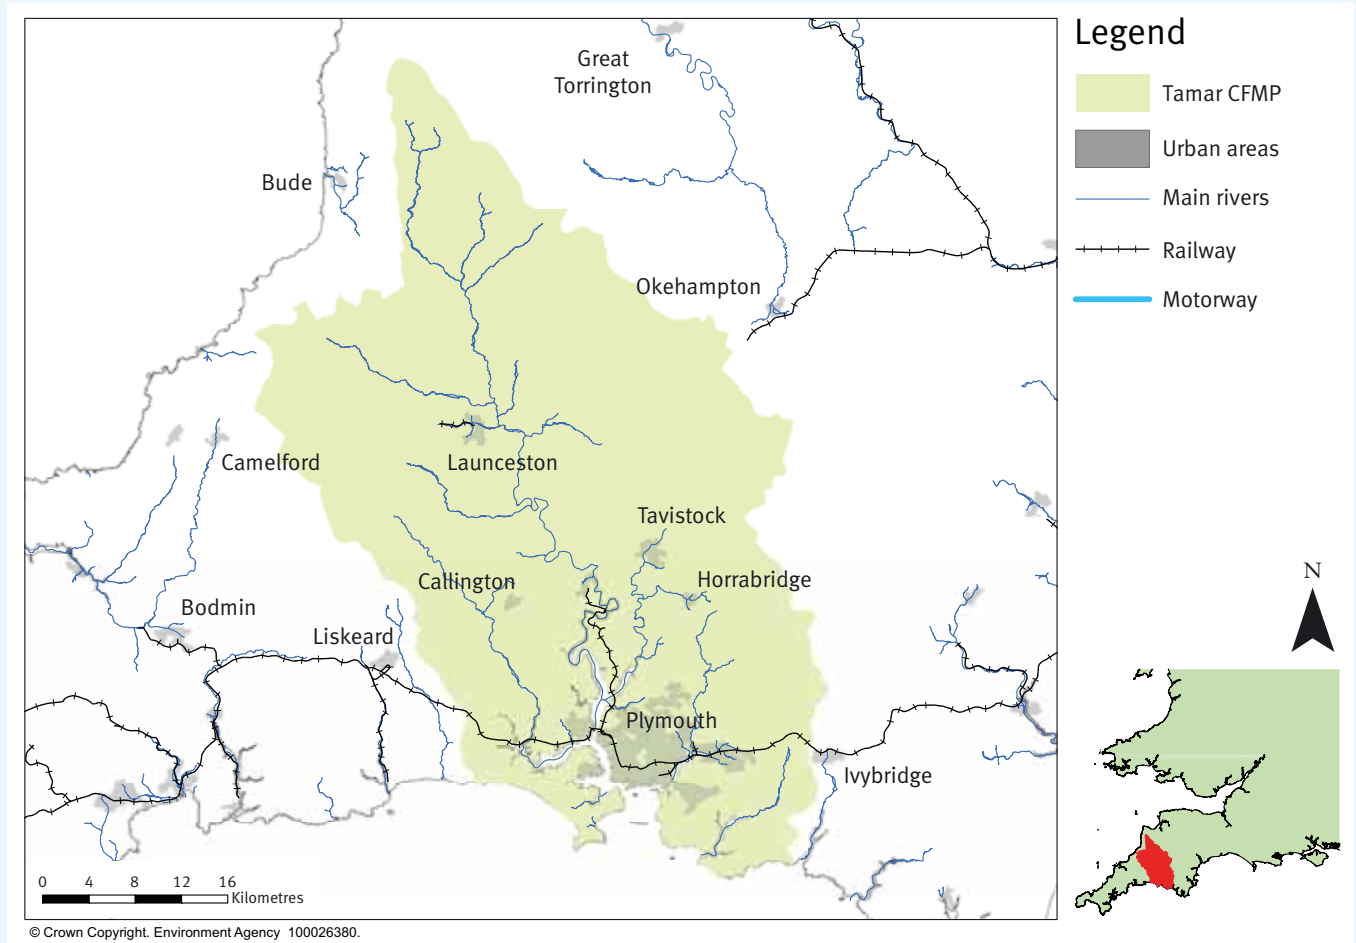 Great
Torrington
Bude
Okehampton
Camelford
Launceston
Tavistock
Callington
Horrabridge
Bodmin
Liskeard
Plymouth
Ivybridge
0 4 8 12 16
Kilometres
© Crown Copyright. Environment Agency 100026380.
Legend
Tamar CFMP
Urban areas
Main rivers
Railway
Motorway
N